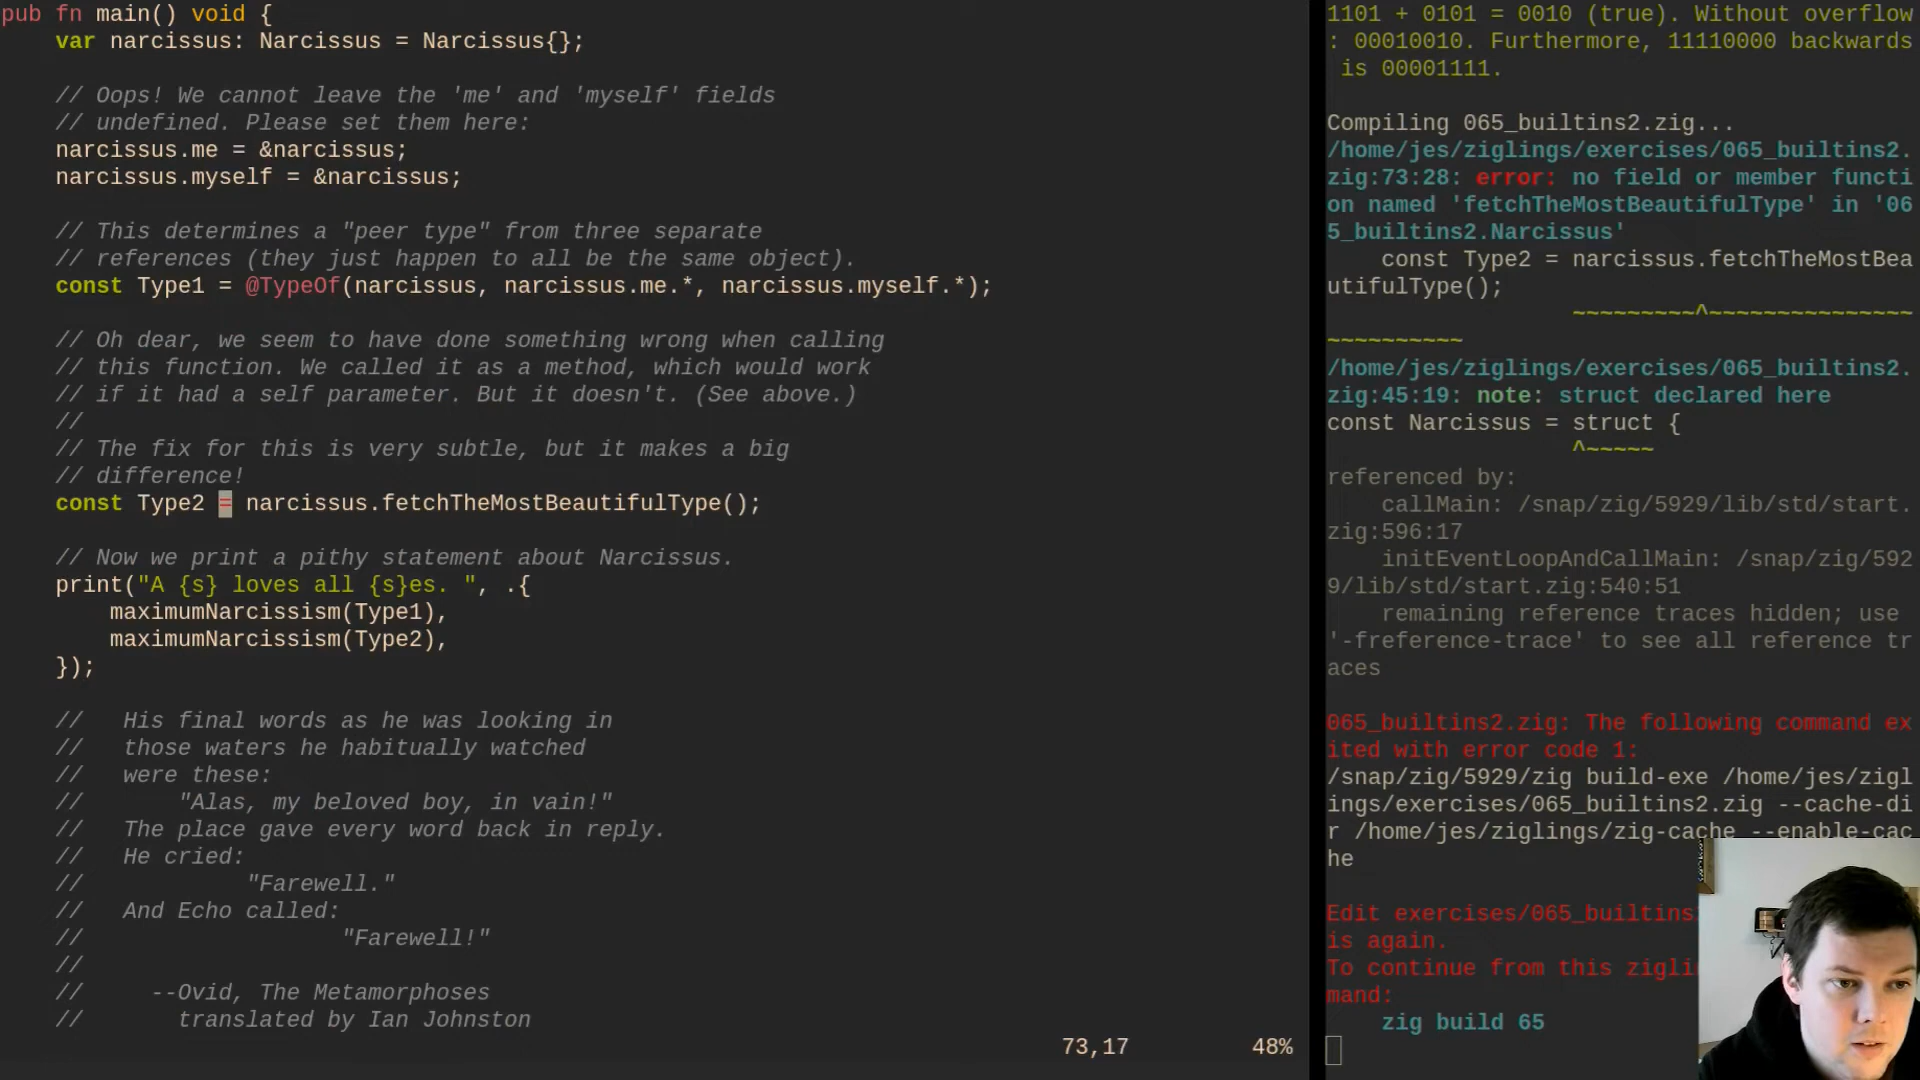 pub fn main() void {
    var narcissus: Narcissus = Narcissus{};

    // Oops! We cannot leave the 'me' and 'myself' fields
    // undefined. Please set them here:
    narcissus.me = &narcissus;
    narcissus.myself = &narcissus;

    // This determines a "peer type" from three separate
    // references (they just happen to all be the same object).
    const Type1 = @TypeOf(narcissus, narcissus.me.*, narcissus.myself.*);

    // Oh dear, we seem to have done something wrong when calling
    // this function. We called it as a method, which would work
    // if it had a self parameter. But it doesn't. (See above.)
    //
    // The fix for this is very subtle, but it makes a big
    // difference!
    const Type2 = narcissus.fetchTheMostBeautifulType();

    // Now we print a pithy statement about Narcissus.
    print("A {s} loves all {s}es. ", .{
        maximumNarcissism(Type1),
        maximumNarcissism(Type2),
    });

    //   His final words as he was looking in
    //   those waters he habitually watched
    //   were these:
    //       "Alas, my beloved boy, in vain!"
    //   The place gave every word back in reply.
    //   He cried:
    //            "Farewell."
    //   And Echo called:
    //                   "Farewell!"
    //
    //     --Ovid, The Metamorphoses
    //       translated by Ian Johnston
73,17         48%
1101 + 0101 = 0010 (true). Without overflow
: 00010010. Furthermore, 11110000 backwards
 is 00001111.

Compiling 065_builtins2.zig...
/home/jes/ziglings/exercises/065_builtins2.
zig:73:28: error: no field or member functi
on named 'fetchTheMostBeautifulType' in '06
5_builtins2.Narcissus'
    const Type2 = narcissus.fetchTheMostBea
utifulType();
                  ~~~~~~~~~^~~~~~~~~~~~~~~~
~~~~~~~~~~
/home/jes/ziglings/exercises/065_builtins2.
zig:45:19: note: struct declared here
const Narcissus = struct {
                  ^~~~~~
referenced by:
    callMain: /snap/zig/5929/lib/std/start.
zig:596:17
    initEventLoopAndCallMain: /snap/zig/592
9/lib/std/start.zig:540:51
    remaining reference traces hidden; use
'-freference-trace' to see all reference tr
aces

065_builtins2.zig: The following command ex
ited with error code 1:
/snap/zig/5929/zig build-exe /home/jes/zigl
ings/exercises/065_builtins2.zig --cache-di
r /home/jes/ziglings/zig-cache --enable-cac
he

Edit exercises/065_builtins
is again.
To continue from this zigli
mand:
    zig build 65